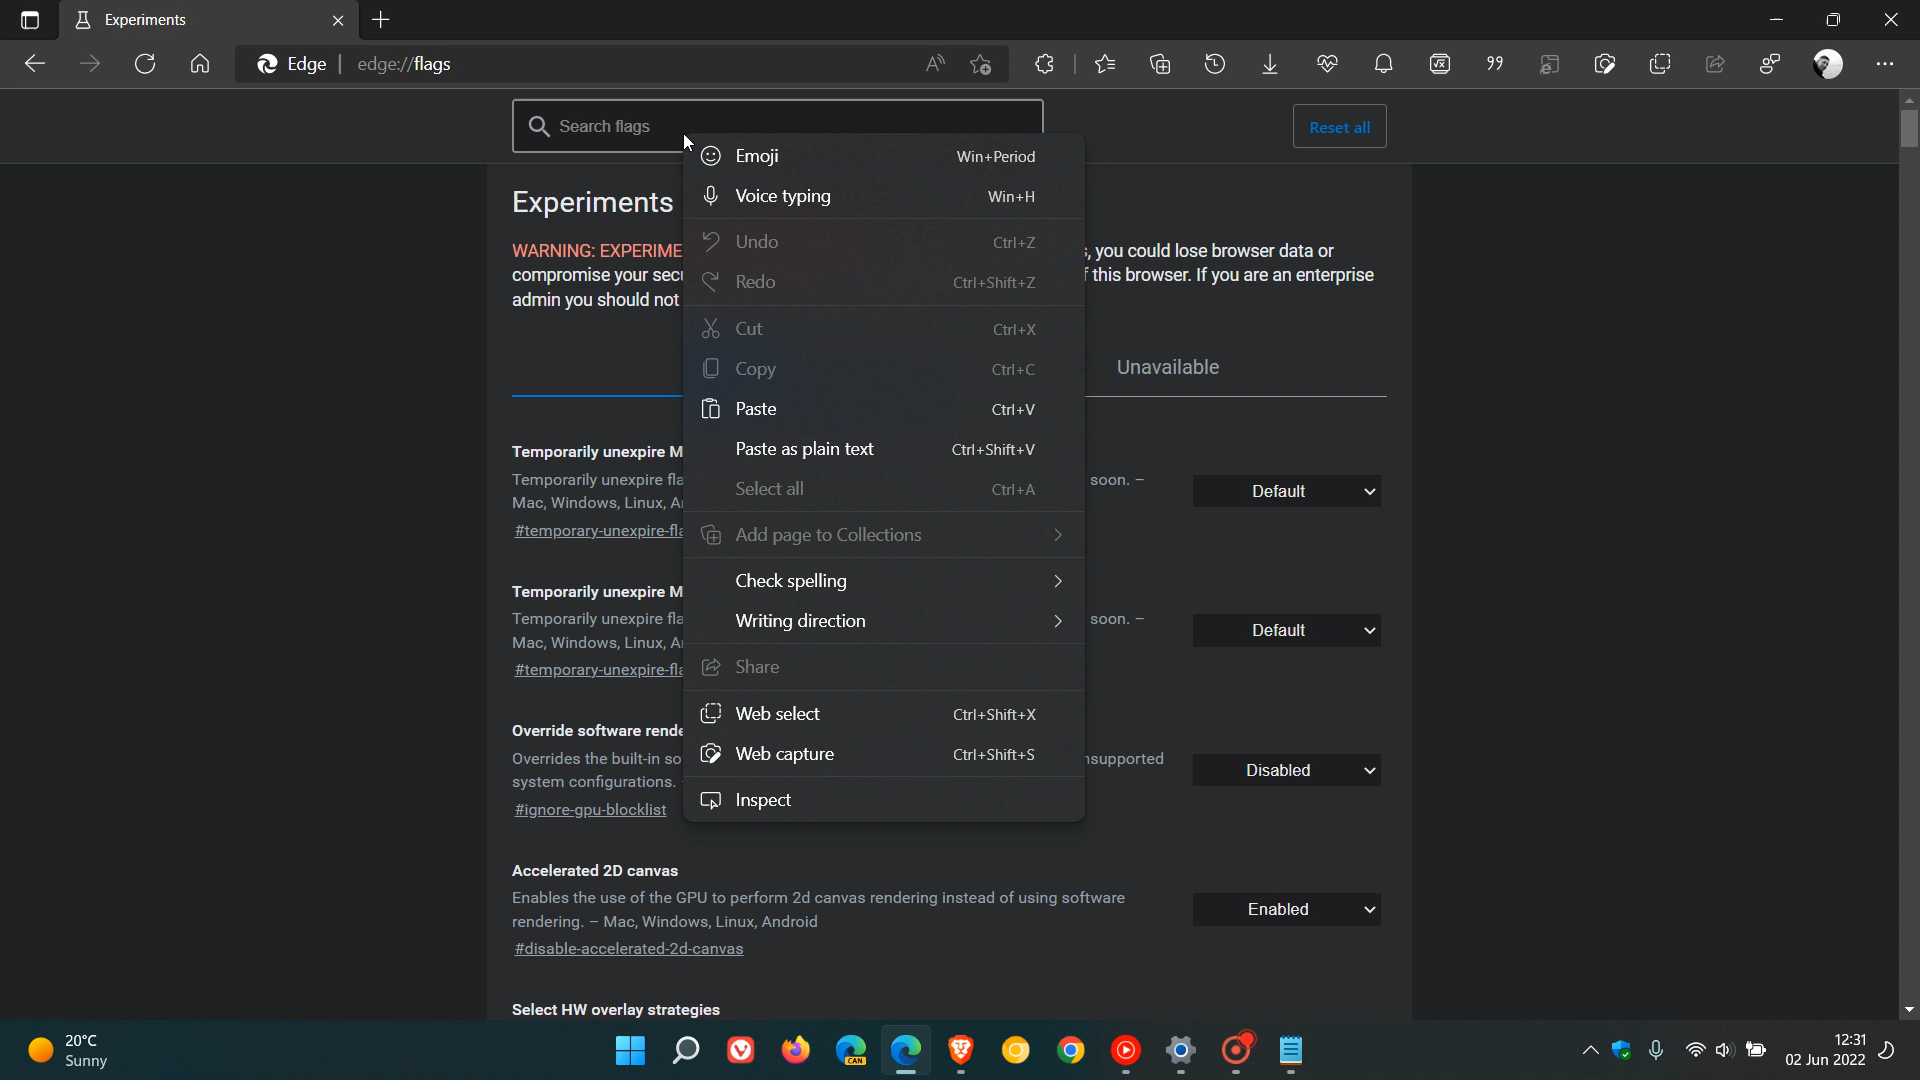 Experiments
Edge
edge://flags
Search flags
Reset all
Experiments
WARNING: EXPERIME
, you could lose browser data or
compromise your secu
f this browser. If you are an enterprise
admin you should not
Unavailable
Emoji Win+Period
Voice typing Win+H
Undo Ctrl+Z
Redo Ctrl+Shift+Z
Cut Ctrl+X
Copy Ctrl+C
Paste Ctrl+V
Paste as plain text Ctrl+Shift+V
Select all Ctrl+A
Add page to Collections
Check spelling
Writing direction
Share
Web select Ctrl+Shift+X
Web capture Ctrl+Shift+S
Inspect
Temporarily unexpire M
Temporarily unexpire fla
soon. –
Mac, Windows, Linux, A
#temporary-unexpire-fla
Default
Temporarily unexpire M
Temporarily unexpire fla
soon. –
Mac, Windows, Linux, A
#temporary-unexpire-fla
Default
Override software rende
Overrides the built-in so
nsupported
system configurations.
#ignore-gpu-blocklist
Disabled
Accelerated 2D canvas
Enables the use of the GPU to perform 2d canvas rendering instead of using software
rendering. – Mac, Windows, Linux, Android
#disable-accelerated-2d-canvas
Enabled
Select HW overlay strategies
20°C
Sunny
CAN
12:31
02 Jun 2022